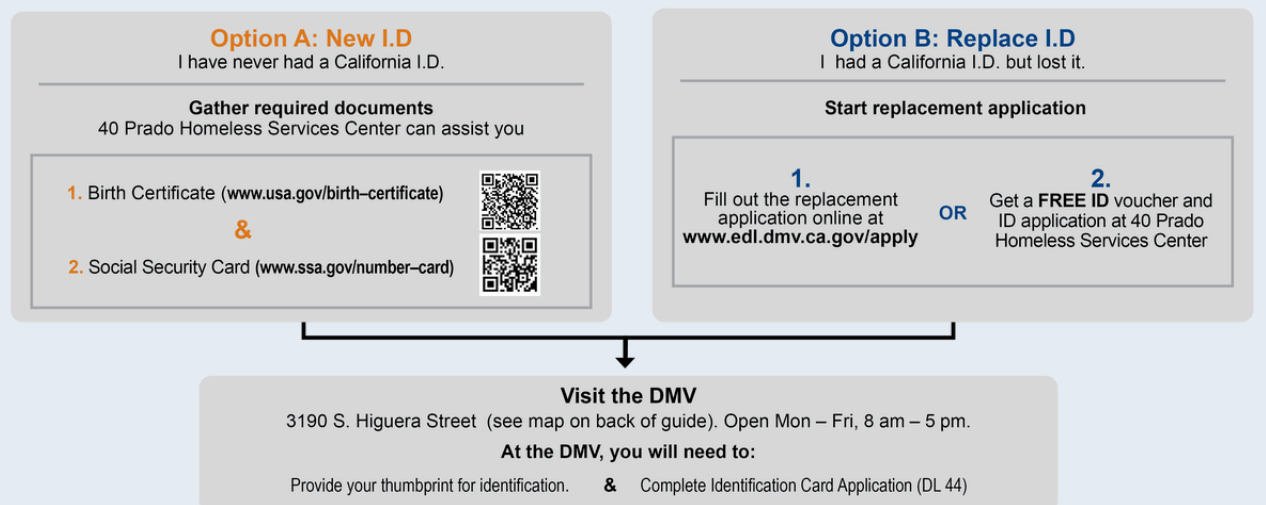 Option A: New I.D
I have never had a California I.D.
Gather required documents
40 Prado Homeless Services Center can assist you
1. Birth Certificate (www.usa.gov/birth–certificate)
&
2. Social Security Card (www.ssa.gov/number–card)
Option B: Replace I.D
I had a California I.D. but lost it.
Start replacement application
1.
Fill out the replacement
application online at
www.edl.dmv.ca.gov/apply
OR
2.
Get a FREE ID voucher and
ID application at 40 Prado
Homeless Services Center
Visit the DMV
3190 S. Higuera Street (see map on back of guide). Open Mon – Fri, 8 am – 5 pm.
At the DMV, you will need to:
Provide your thumbprint for identification. & Complete Identification Card Application (DL 44)